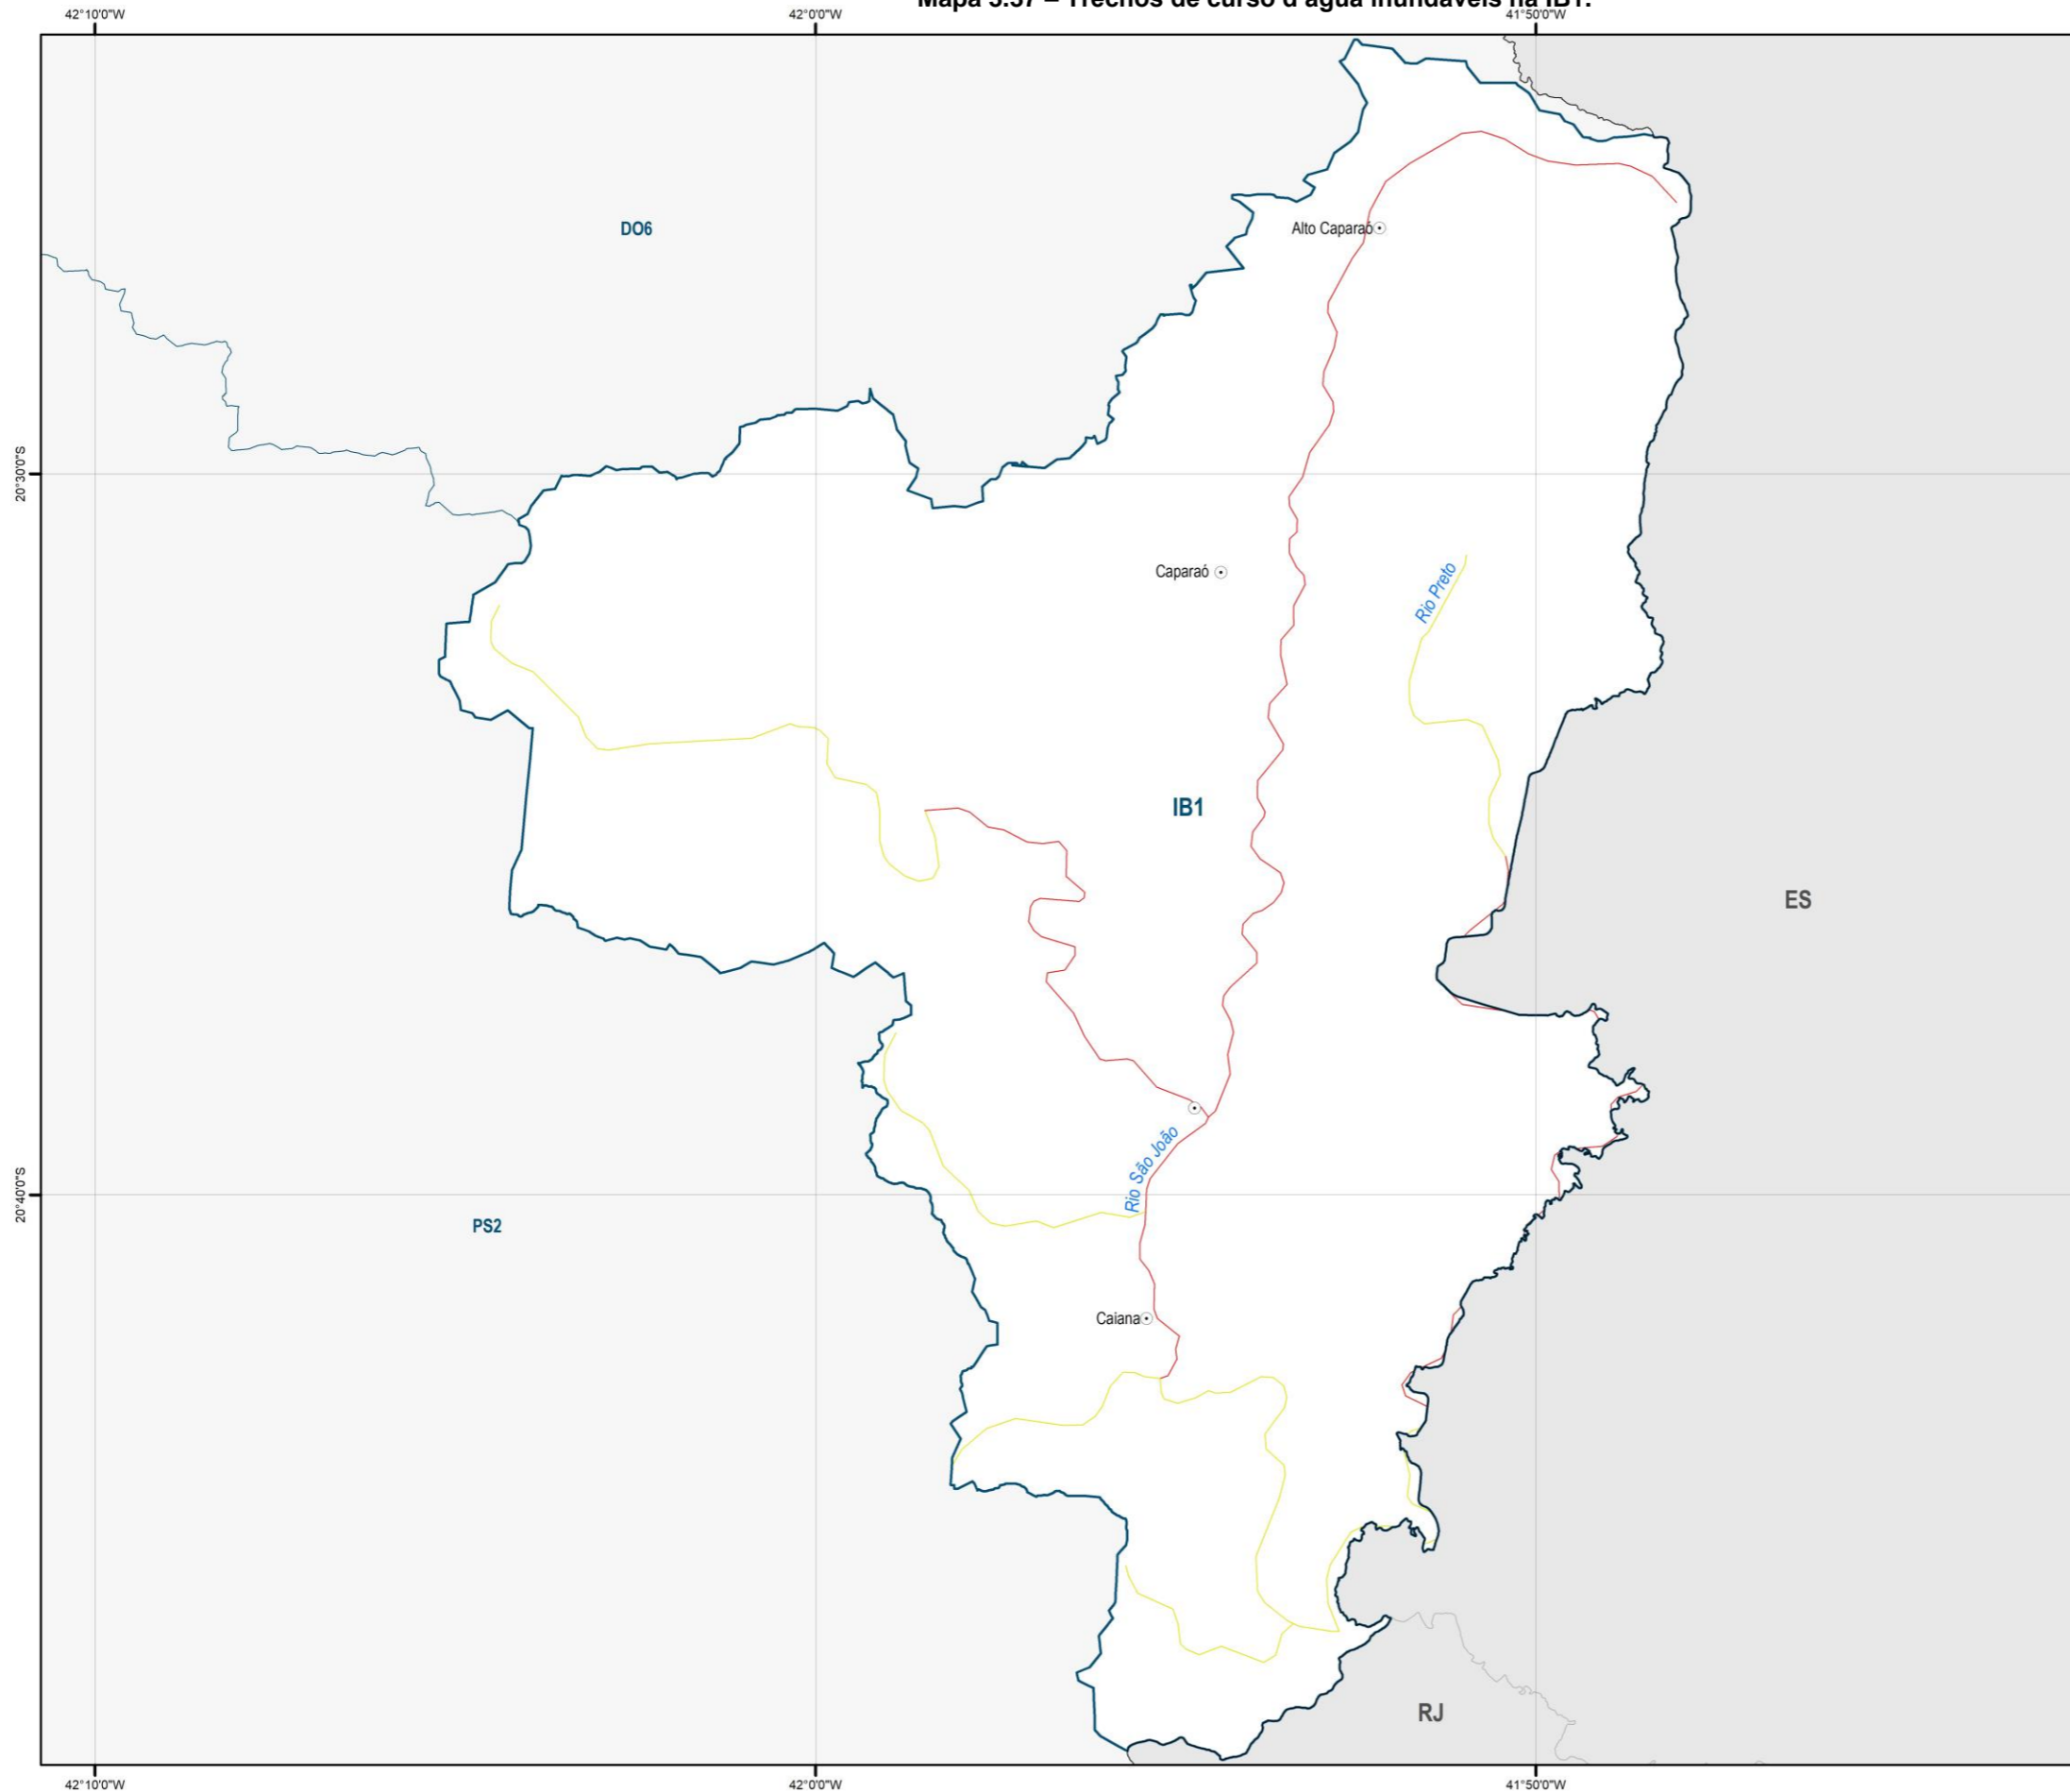 Mapa 3.37 – Trechos de curso d'água inundáveis na IB1.
42°10'0"W
42°0'0"W
41°50'0"W
DO6
Alto Caparaó
20°30'0"S
Caparaó
Rio Preto
IB1
ES
Rio São João
20°40'0"S
PS2
Caiana
RJ
42°10'0"W
42°0'0"W
41°50'0"W